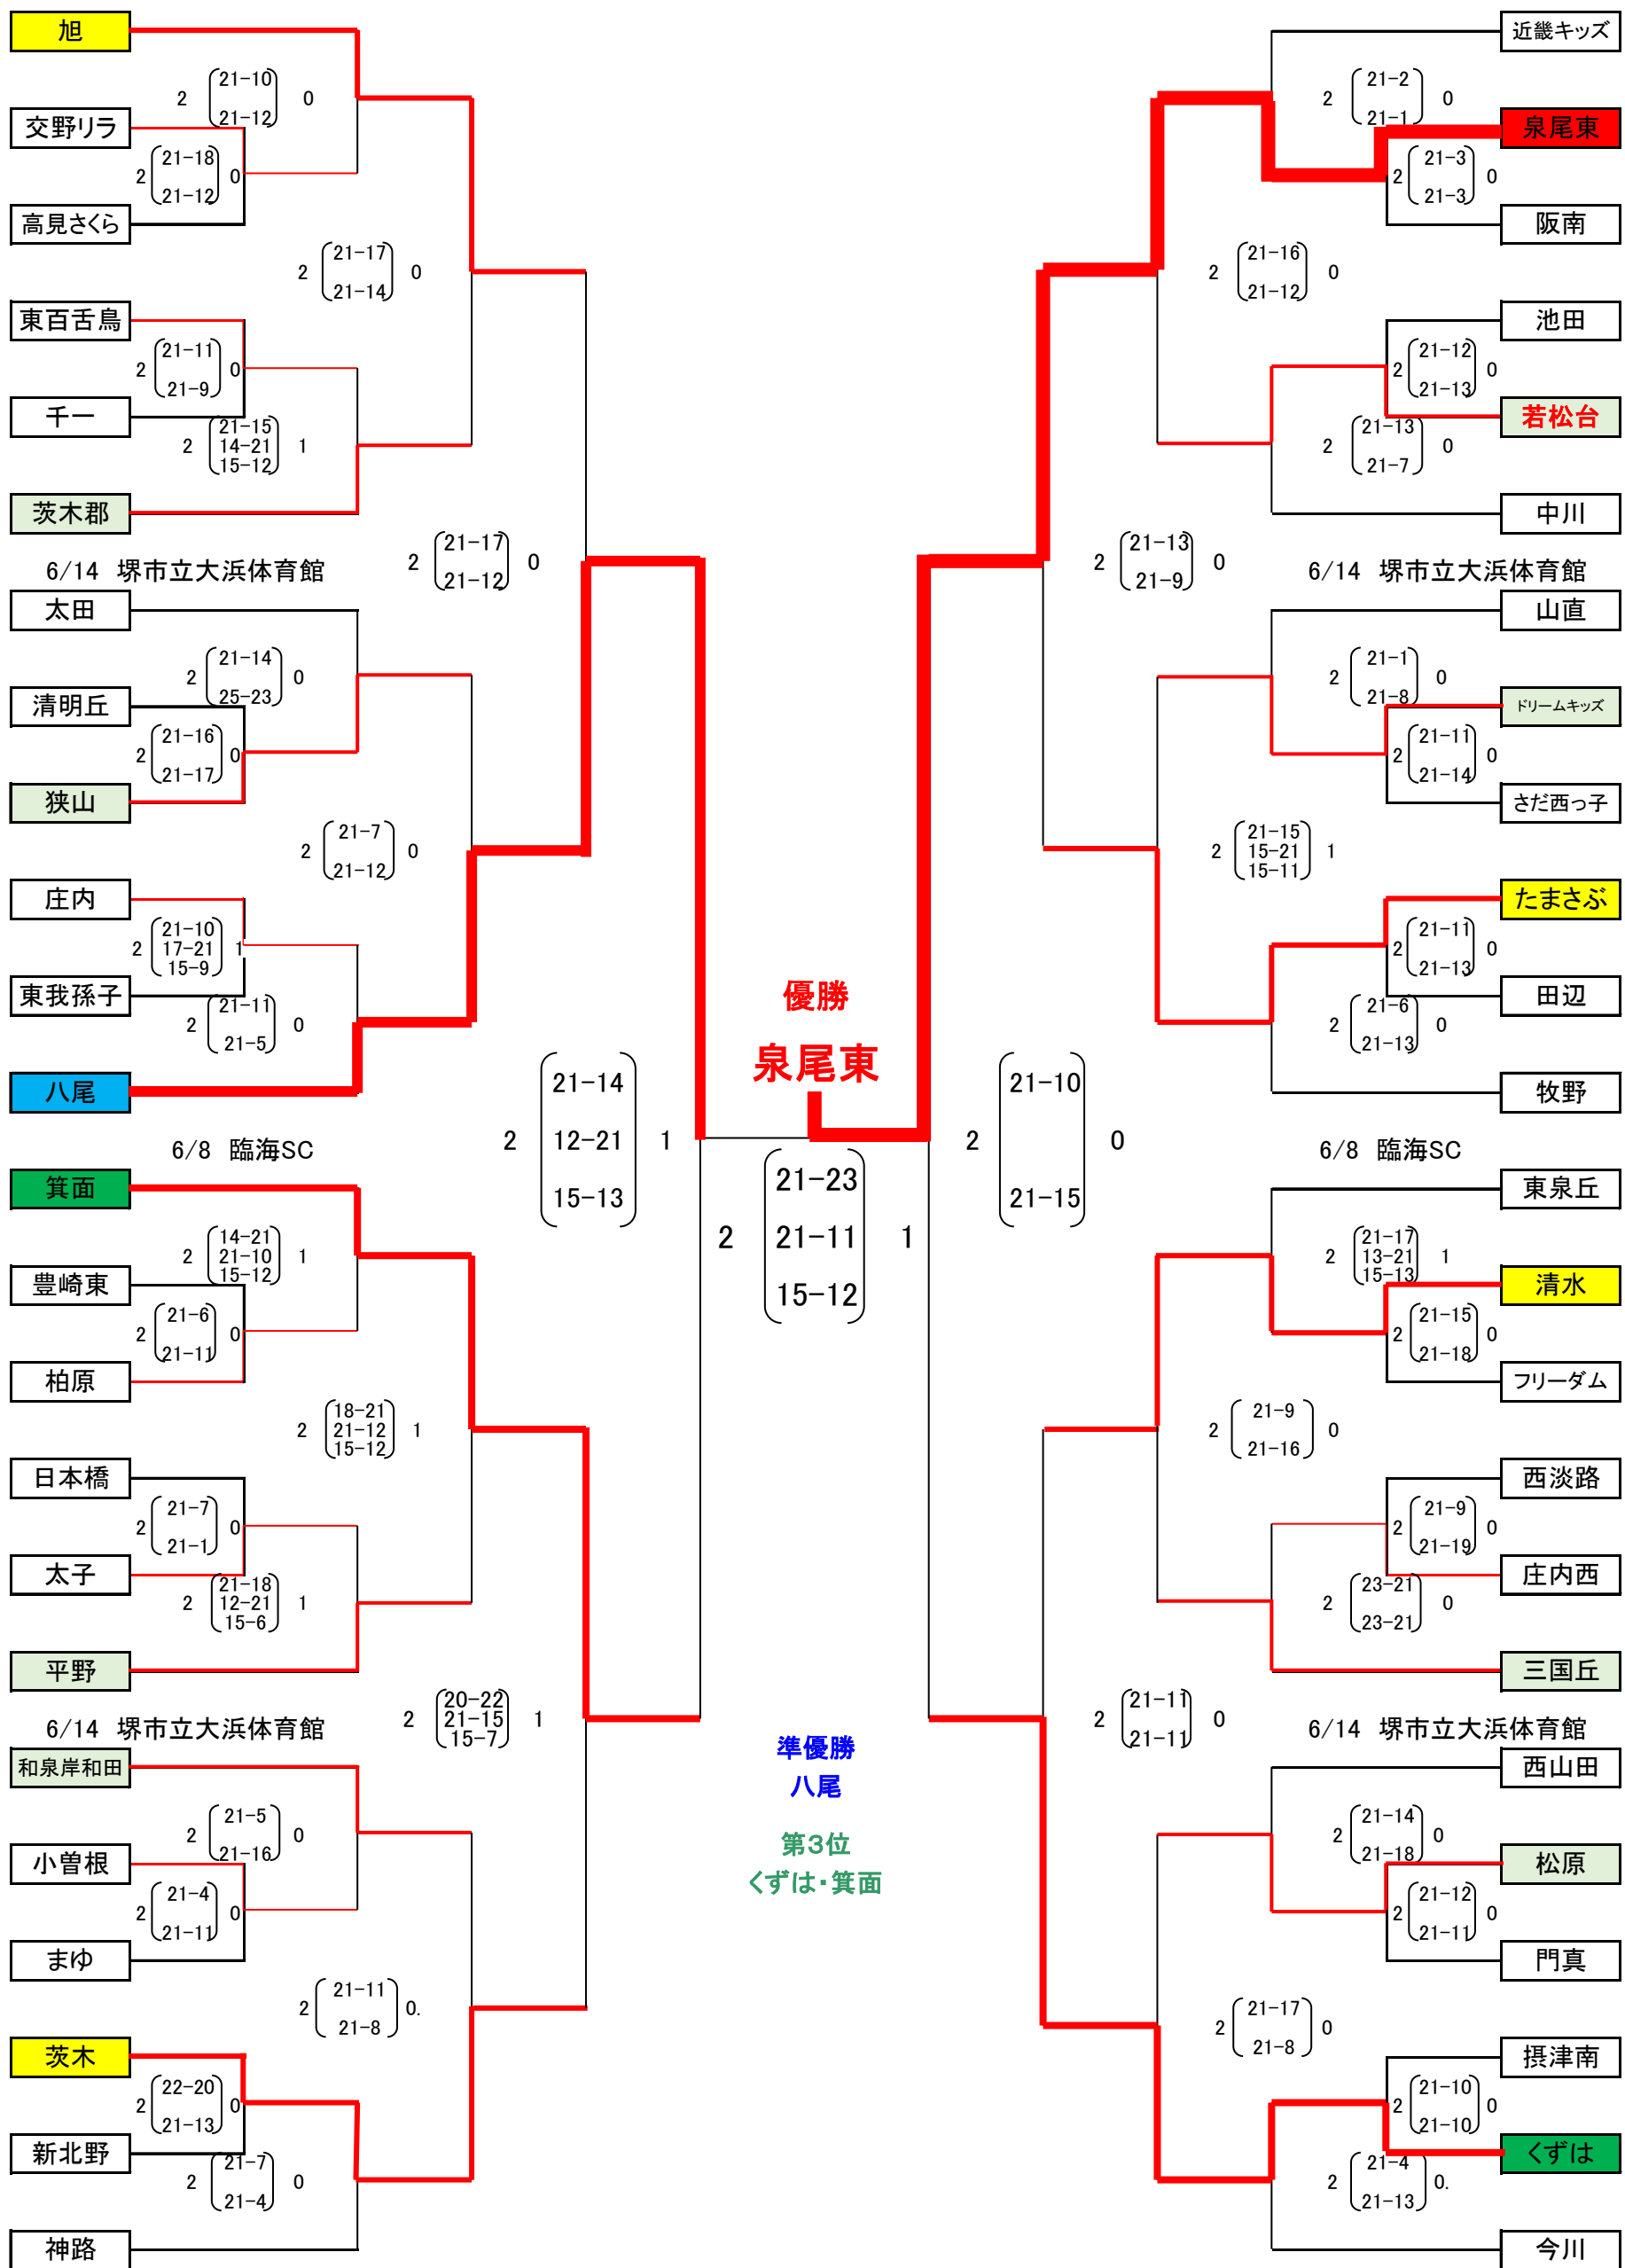 旭
2 21-10 0
21-12
交野リラ
2 21-18 0
21-12
高見さくら
2 21-17 0
21-14
東百舌鳥
2 21-11 0
21-9
千一
2 21-15 1
14-21
15-12
茨木郡
2 21-17 0
21-12
6/14 堺市立大浜体育館
太田
2 21-14 0
25-23
清明丘
2 21-16 0
21-17
狭山
2 21-7 0
21-12
庄内
2 21-10 1
17-21
15-9
東我孫子
2 21-11 0
21-5
八尾
6/8 臨海SC
2 21-14 1
12-21
15-13
箕面
2 14-21 1
21-10
15-12
豊崎東
2 21-6 0
21-11
柏原
2 18-21 1
21-12
15-12
日本橋
2 21-7 0
21-1
太子
2 21-18 1
12-21
15-6
平野
2 20-22 1
21-15
15-7
6/14 堺市立大浜体育館
和泉岸和田
2 21-5 0
21-16
小曽根
2 21-4 0
21-11
まゆ
2 21-11 0.
21-8
茨木
2 22-20 0
21-13
新北野
2 21-7 0
21-4
神路
優勝
泉尾東
2 21-23 1
21-11
15-12
準優勝
八尾
第3位
くずは・箕面
近畿キッズ
2 21-2 0
21-1
泉尾東
2 21-3 0
21-3
阪南
2 21-16 0
21-12
池田
2 21-12 0
21-13
若松台
2 21-13 0
21-7
中川
2 21-13 0
21-9
6/14 堺市立大浜体育館
山直
2 21-1 0
21-8
ドリームキッズ
2 21-11 0
21-14
さだ西っ子
2 21-15 1
15-21
15-11
たまさぶ
2 21-11 0
21-13
田辺
2 21-6 0
21-13
牧野
2 21-10 0
21-15
6/8 臨海SC
東泉丘
2 21-17 1
13-21
15-13
清水
2 21-15 0
21-18
フリーダム
2 21-9 0
21-16
西淡路
2 21-9 0
21-19
庄内西
2 23-21 0
23-21
三国丘
2 21-11 0
21-11
6/14 堺市立大浜体育館
西山田
2 21-14 0
21-18
松原
2 21-12 0
21-11
門真
2 21-17 0
21-8
摂津南
2 21-10 0
21-10
くずは
2 21-4 0.
21-13
今川